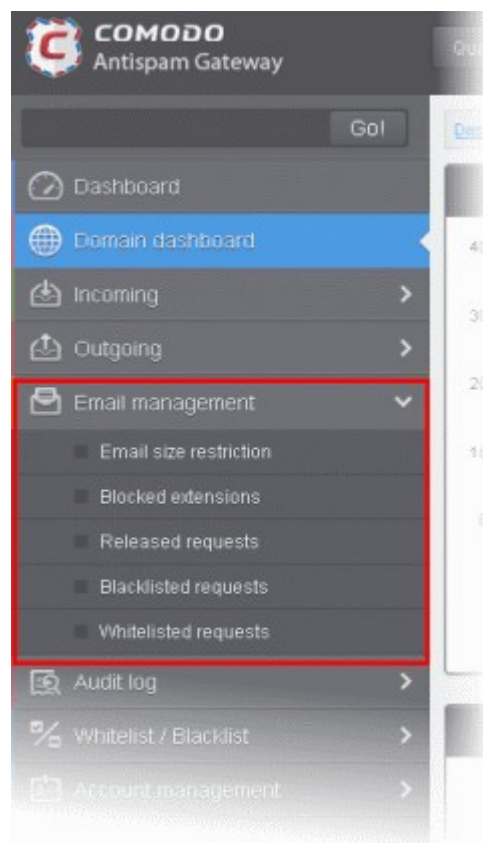 COMODO
Antispam Gateway
Go!
Dashboard
Domain dashboard
Incoming
Outgoing
Email management
Email size restriction
Blocked extensions
Released requests
Blacklisted requests
Whitelisted requests
Audit log
Whitelist / Blacklist
Account management